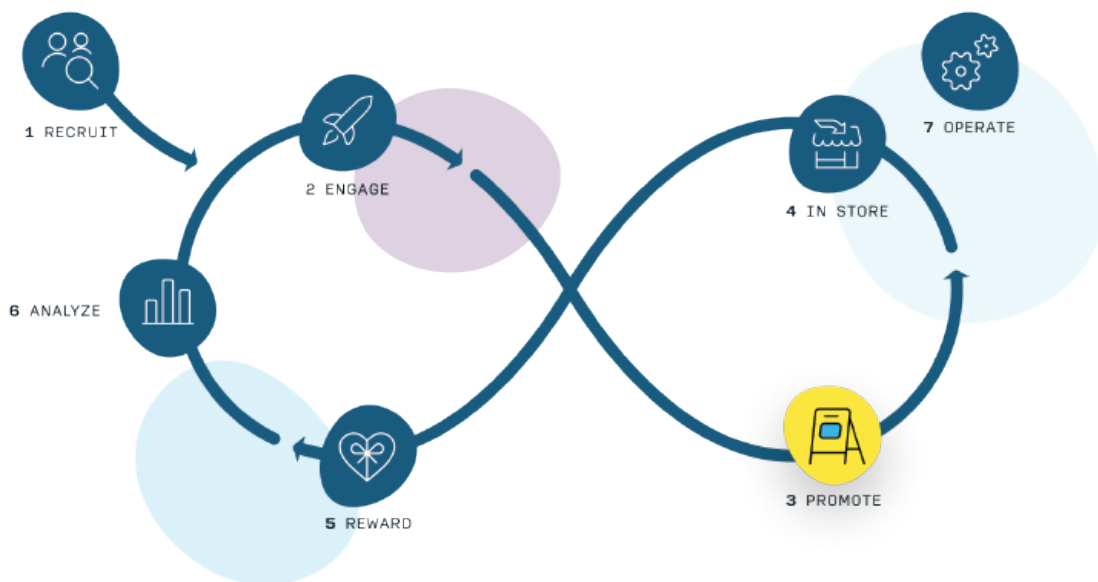 1 RECRUIT
2 ENGAGE
7 OPERATE
4 IN STORE
6 ANALYZE
3 PROMOTE
5 REWARD